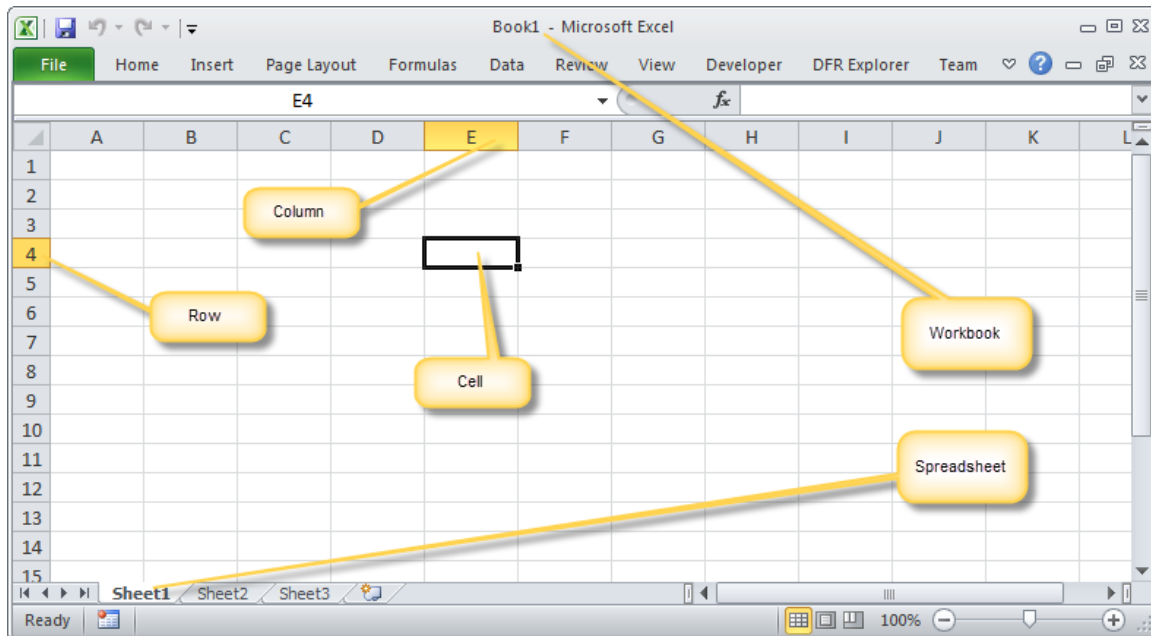 Book1 - Microsoft Excel
File Home Insert Page Layout Formulas Data Review View Developer DFR Explorer Team
E4 fx
A B C D E F G H I J K L
1
2
Column
3
4
5
6
Row
Workbook
7
8
Cell
9
10
11
Spreadsheet
12
13
14
15
Sheet1 Sheet2 Sheet3
Ready 100%